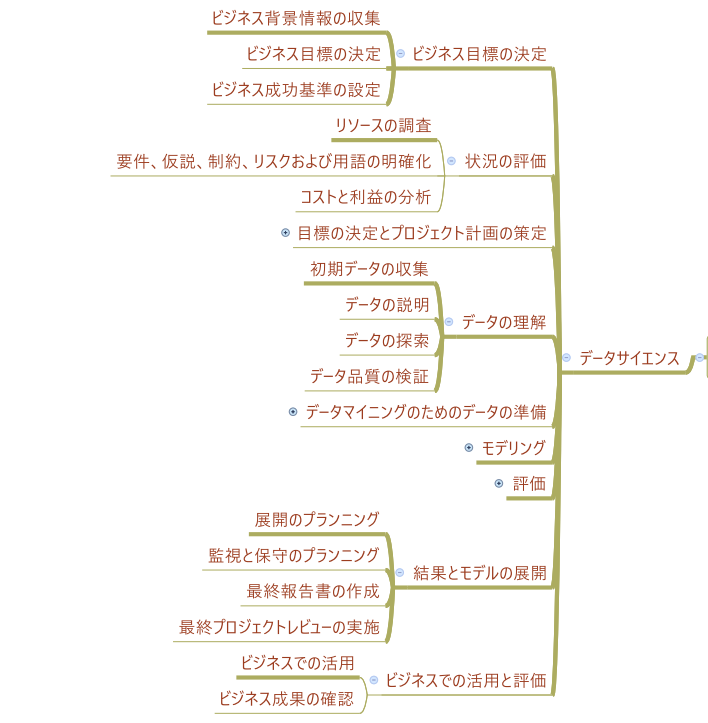 ビジネス背景情報の収集
ビジネス目標の決定
ビジネス目標の決定
ビジネス成功基準の設定
リソースの調査
要件、仮説、制約、リスクおよび用語の明確化
状況の評価
コストと利益の分析
目標の決定とプロジェクト計画の策定
初期データの収集
データの説明
データの理解
データの探索
データサイエンス
データ品質の検証
データマイニングのためのデータの準備
モデリング
評価
展開のプランニング
監視と保守のプランニング
結果とモデルの展開
最終報告書の作成
最終プロジェクトレビューの実施
ビジネスでの活用
ビジネスでの活用と評価
ビジネス成果の確認